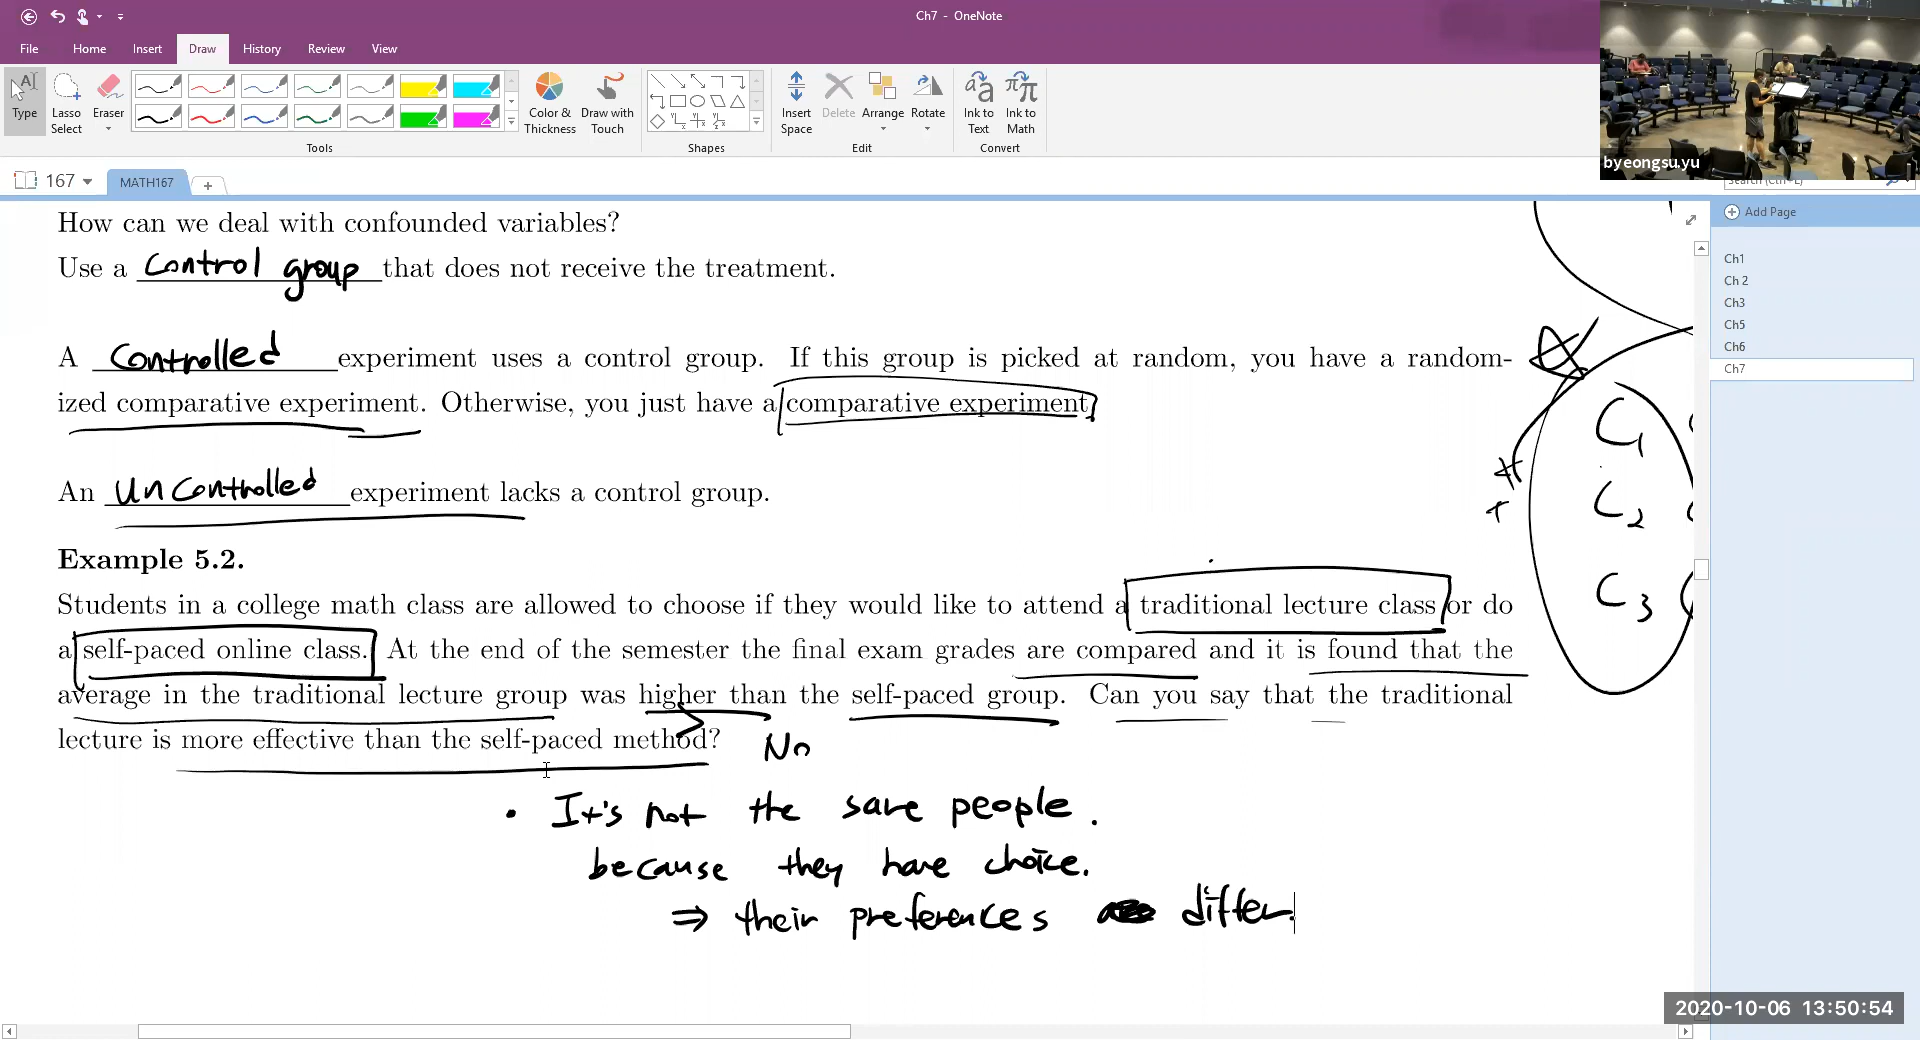 Ch7 - OneNote
File Home Insert Draw History Review View
Type
Lasso Select
Eraser
Color & Thickness
Draw with Touch
Insert Space
Delete
Arrange
Rotate
Ink to Text
Ink to Math
Tools
Shapes
Edit
Convert
byeongsu.yu
167
MATH167
Search (Ctrl+E)
Add Page
Ch1
Ch 2
Ch3
Ch5
Ch6
Ch7
How can we deal with confounded variables?
Use a control group that does not receive the treatment.
A Controlled experiment uses a control group. If this group is picked at random, you have a random-
ized comparative experiment. Otherwise, you just have a comparative experiment.
An Uncontrolled experiment lacks a control group.
C1
C2
C3
Example 5.2.
Students in a college math class are allowed to choose if they would like to attend a traditional lecture class or do
a self-paced online class. At the end of the semester the final exam grades are compared and it is found that the
average in the traditional lecture group was higher than the self-paced group. Can you say that the traditional
lecture is more effective than the self-paced method?
>
No
• It's not the same people.
because they have choice.
⇒ their preferences differ.
2020-10-06 13:50:54